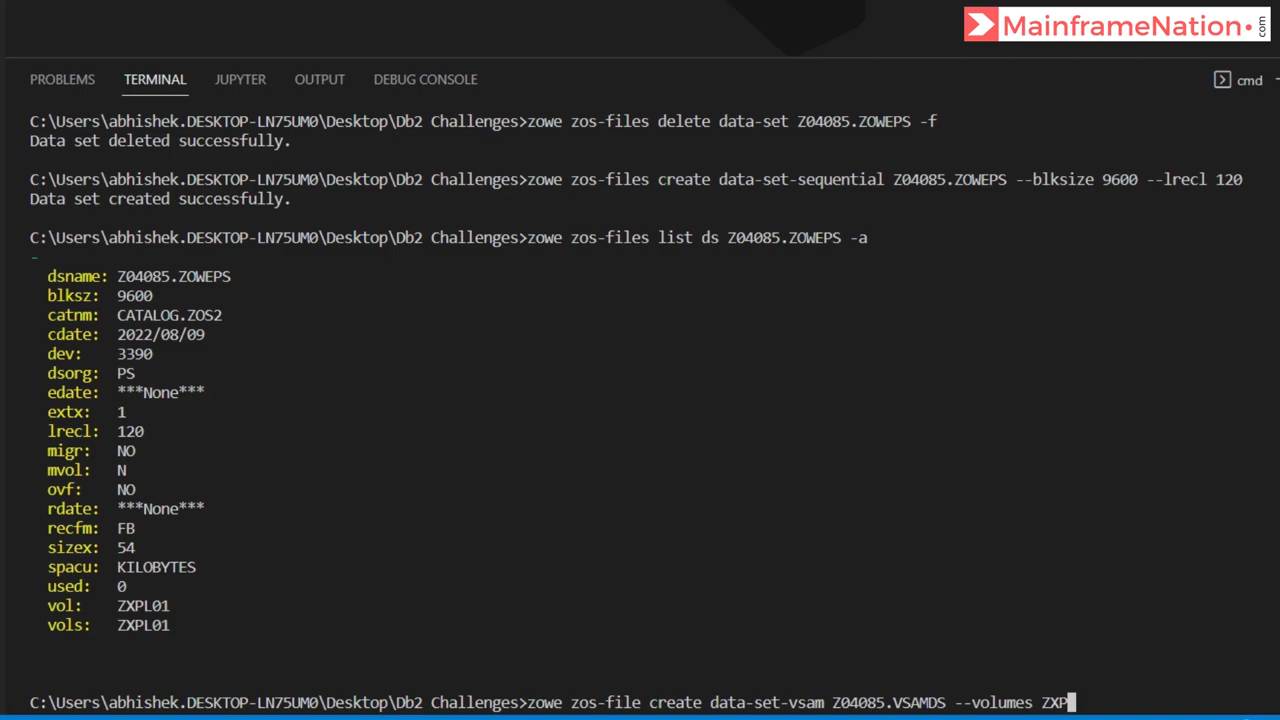 MainframeNation.com
PROBLEMS TERMINAL JUPYTER OUTPUT DEBUG CONSOLE cmd
C:\Users\abhishek.DESKTOP-LN75UM0\Desktop\Db2 Challenges>zowe zos-files delete data-set Z04085.ZOWEPS -f
Data set deleted successfully.
C:\Users\abhishek.DESKTOP-LN75UM0\Desktop\Db2 Challenges>zowe zos-files create data-set-sequential Z04085.ZOWEPS --blksize 9600 --lrecl 120
Data set created successfully.
C:\Users\abhishek.DESKTOP-LN75UM0\Desktop\Db2 Challenges>zowe zos-files list ds Z04085.ZOWEPS -a
-
dsname: Z04085.ZOWEPS
blksz: 9600
catnm: CATALOG.ZOS2
cdate: 2022/08/09
dev: 3390
dsorg: PS
edate: ***None***
extx: 1
lrecl: 120
migr: NO
mvol: N
ovf: NO
rdate: ***None***
recfm: FB
sizex: 54
spacu: KILOBYTES
used: 0
vol: ZXPL01
vols: ZXPL01
C:\Users\abhishek.DESKTOP-LN75UM0\Desktop\Db2 Challenges>zowe zos-file create data-set-vsam Z04085.VSAMDS --volumes ZXP